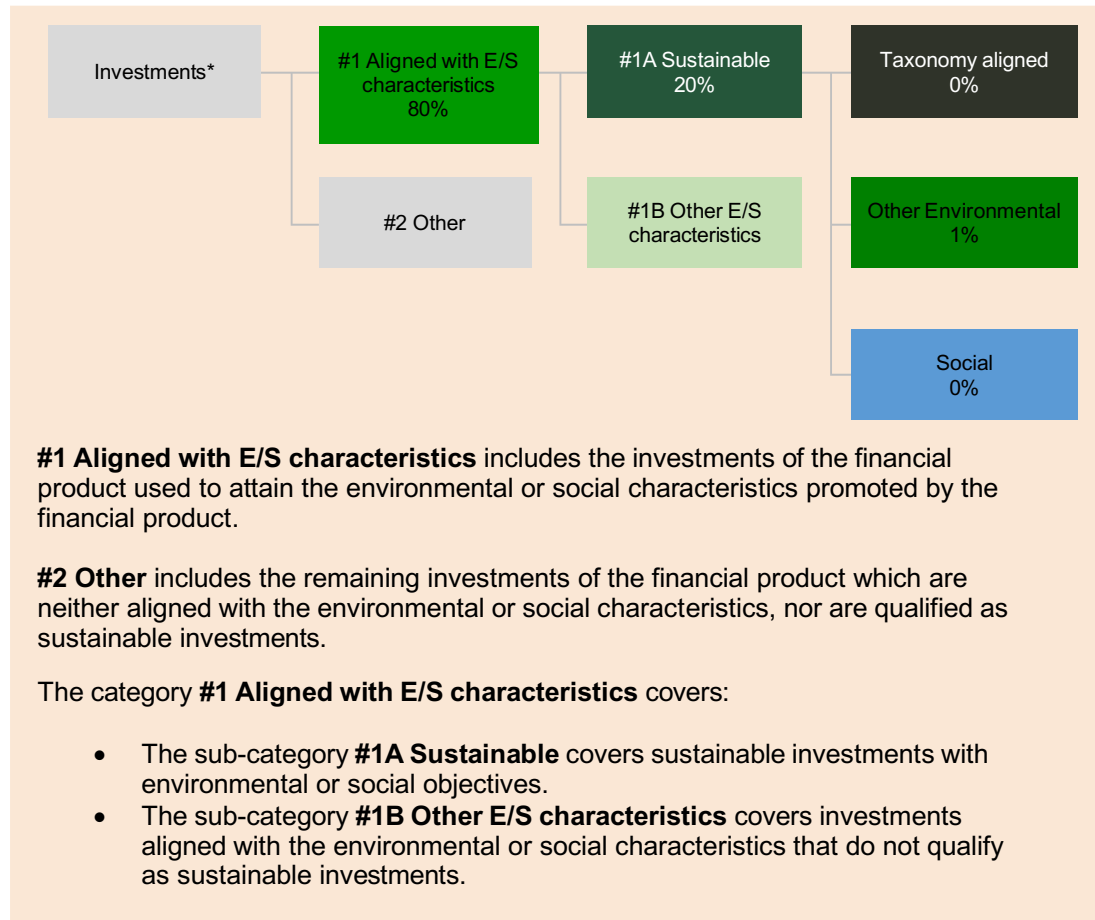 Investments*
#1 Aligned with E/S
characteristics
80%
#1A Sustainable
20%
Taxonomy aligned
0%
#2 Other
#1B Other E/S
characteristics
Other Environmental
1%
Social
0%
#1 Aligned with E/S characteristics includes the investments of the financial
product used to attain the environmental or social characteristics promoted by the
financial product.
#2 Other includes the remaining investments of the financial product which are
neither aligned with the environmental or social characteristics, nor are qualified as
sustainable investments.
The category #1 Aligned with E/S characteristics covers:
• The sub-category #1A Sustainable covers sustainable investments with
environmental or social objectives.
• The sub-category #1B Other E/S characteristics covers investments
aligned with the environmental or social characteristics that do not qualify
as sustainable investments.